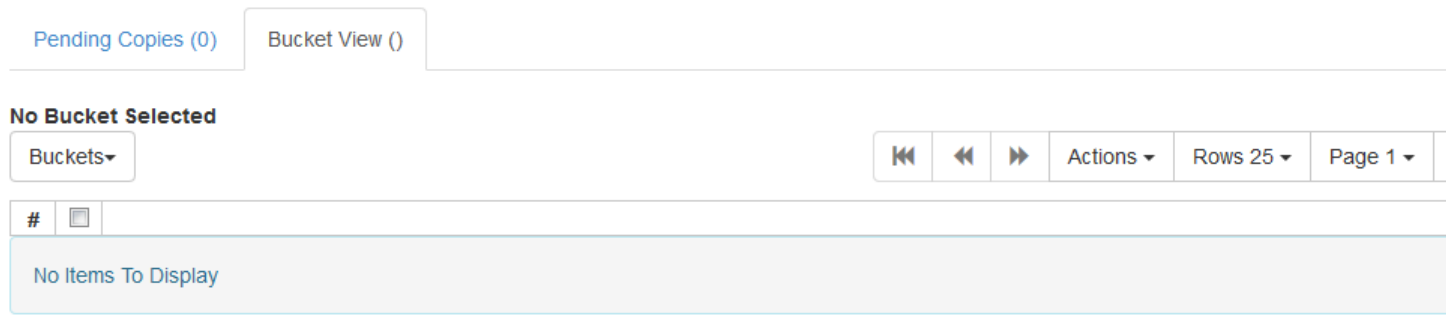 Pending Copies (0) Bucket View ()
No Bucket Selected
Buckets Actions Rows 25 Page 1
#
No Items To Display